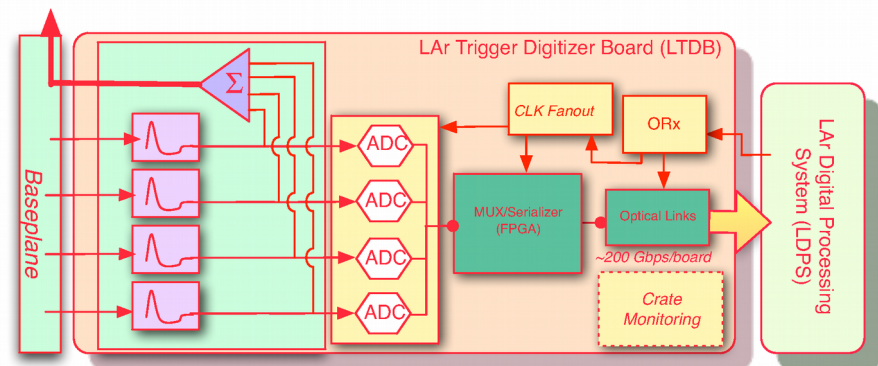 LAr Trigger Digitizer Board (LTDB)
Baseplane
Σ
ADC
ADC
ADC
ADC
CLK Fanout
ORx
MUX/Serializer
(FPGA)
Optical Links
~200 Gbps/board
Crate
Monitoring
LAr Digital Processing
System (LDPS)